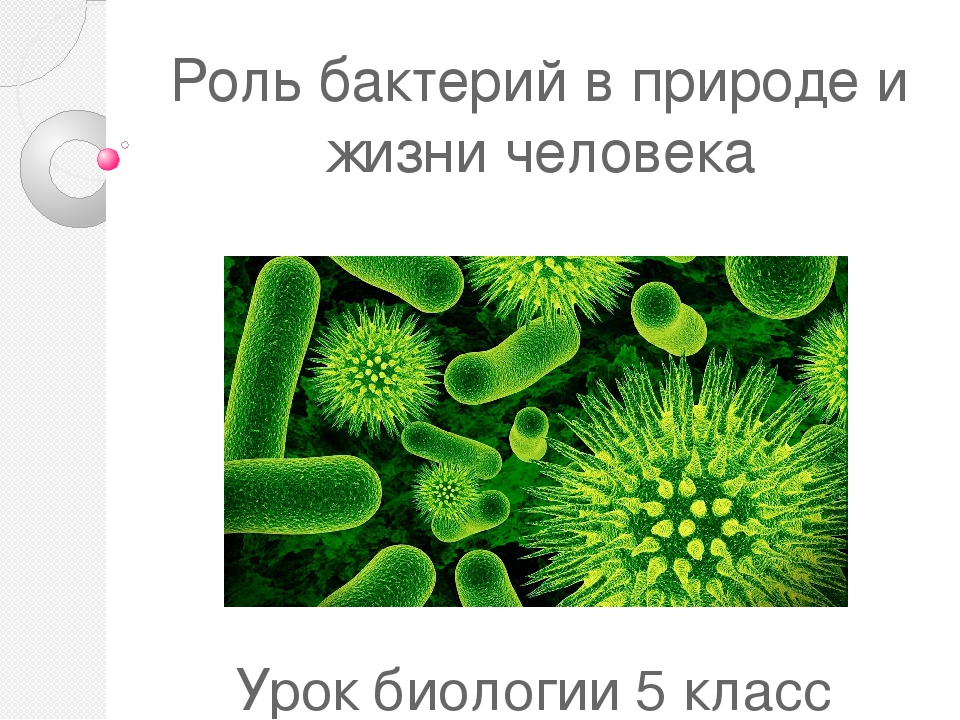 Роль бактерий в природе и
жизни человека
Урок биологии 5 класс